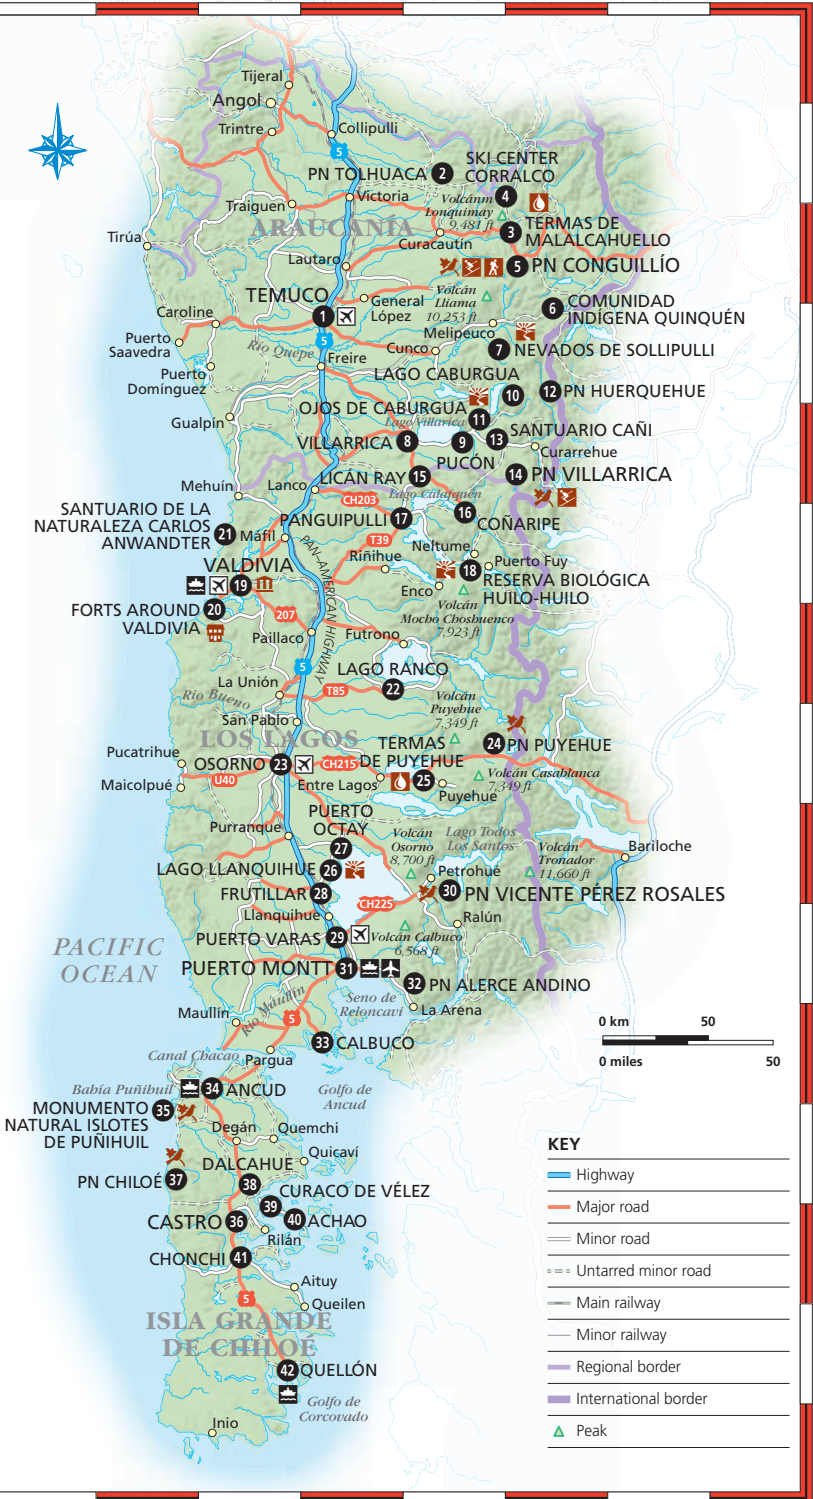 Tijeral
Angol
Trintre
Collipulli
5
SKI CENTER
CORRALCO
PN TOLHUACA 2
4
Victoria
Volcánm
Lonquimay
9,481 ft
Traiguen
ARAUCANÍA
3 TERMAS DE
MALALCAHUELLO
Tirúa
Curacautín
Lautaro
5 PN CONGUILLÍO
TEMUCO
1
General
López
Volcán
Lliama
10,253 ft
6 COMUNIDAD
INDÍGENA QUINQUÉN
Caroline
Melipeuco
Puerto
Saavedra
Río Quepe
5
Freire
Cunco
7 NEVADOS DE SOLLIPULLI
Puerto
Domínguez
LAGO CABURGUA
10
12 PN HUERQUEHUE
OJOS DE CABURGUA
11
Gualpín
Lago Villarica
VILLARRICA 8
9
PUCÓN
13 SANTUARIO CAÑI
Curarrehue
Mehuín
Lanco
LICAN RAY 15
14 PN VILLARRICA
CH203
Lago Calafquen
SANTUARIO DE LA
NATURALEZA CARLOS
ANWANDTER
21
Máfil
PANGUIPULLI 17
16
COÑARIPE
PAN-AMERICAN HIGHWAY
T39
Neltume
Riñihue
Puerto Fuy
VALDIVIA
19
18
RESERVA BIOLÓGICA
HUILO-HUILO
Enco
FORTS AROUND
VALDIVIA
20
207
Volcán
Mocho Choshuenco
7,923 ft
Paillaco
Futrono
5
LAGO RANCO
22
La Unión
T85
Río Bueno
Volcán
Puyehue
7,349 ft
San Pablo
LOS LAGOS
TERMAS
DE PUYEHUE
24 PN PUYEHUE
Pucatrihue
OSORNO 23
CH215
U40
Maicolpué
Entre Lagos
25
Volcán Casablanca
7,349 ft
Puyehue
PUERTO
OCTAY
27
Purranque
Volcán
Osorno
8,700 ft
Lago Todos
Los Santos
Volcán
Tronador
11,660 ft
Bariloche
LAGO LLANQUIHUE 26
Petrohué
FRUTILLAR 28
30
PN VICENTE PÉREZ ROSALES
CH225
Llanquihue
Ralún
PUERTO VARAS 29
Volcán Calbuco
6,568 ft
PACIFIC
OCEAN
PUERTO MONTT 31
32
PN ALERCE ANDINO
Seno de
Reloncavi
La Arena
Maullín
Río Maullín
5
0 km 50
0 miles 50
33 CALBUCO
Canal Chacao
Pargua
Bahía Puñihuil
34 ANCUD
Golfo de
Ancud
MONUMENTO
NATURAL ISLOTES
DE PUÑIHUIL
35
Degán
Quemchi
Quicaví
PN CHILOÉ 37
DALCAHUE
38
CURACO DE VÉLEZ
39
CASTRO 36
40 ACHAO
Rilán
CHONCHI 41
Aituy
5
Queilen
ISLA GRANDE
DE CHILOÉ
42 QUELLÓN
Golfo de
Corcovado
Inio
KEY
Highway
Major road
Minor road
Untarred minor road
Main railway
Minor railway
Regional border
International border
Peak